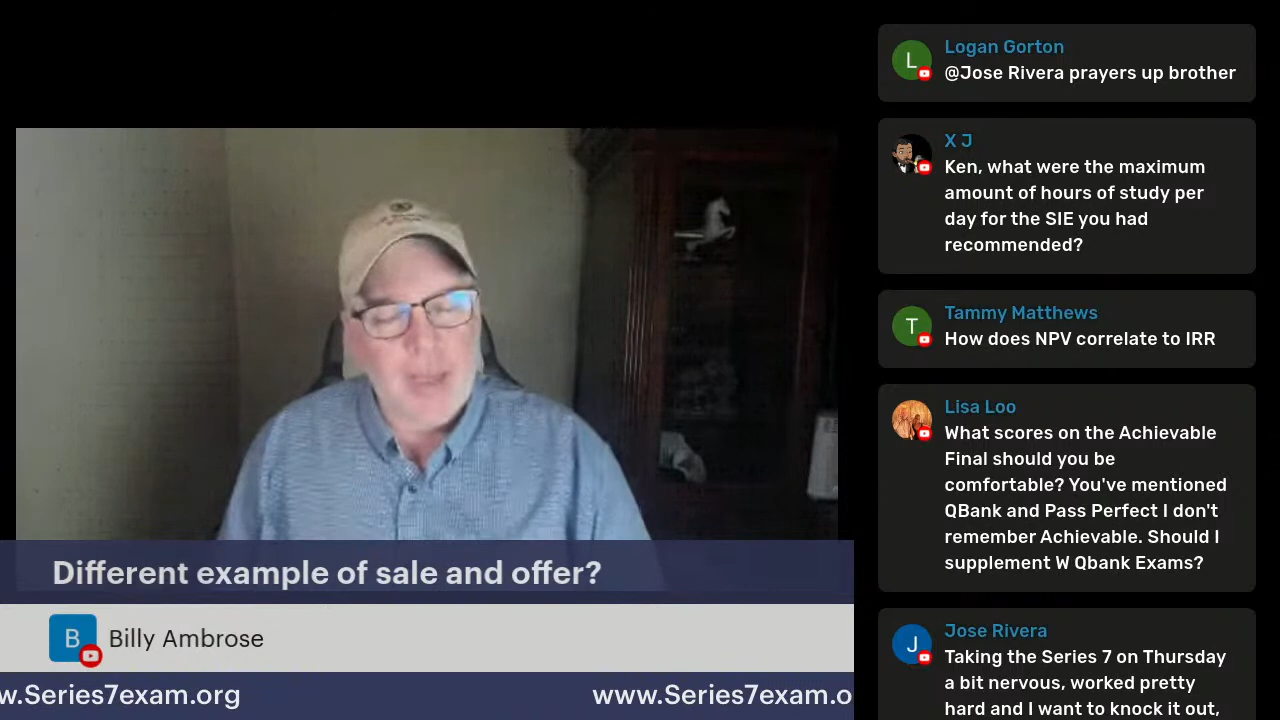 Logan Gorton
@Jose Rivera prayers up brother
X J
Ken, what were the maximum
amount of hours of study per
day for the SIE you had
recommended?
Tammy Matthews
How does NPV correlate to IRR
Lisa Loo
What scores on the Achievable
Final should you be
comfortable? You've mentioned
QBank and Pass Perfect I don't
remember Achievable. Should I
supplement W Qbank Exams?
Jose Rivera
Taking the Series 7 on Thursday
a bit nervous, worked pretty
hard and I want to knock it out,
Different example of sale and offer?
B
Billy Ambrose
w.Series7exam.org
www.Series7exam.o
L
T
J